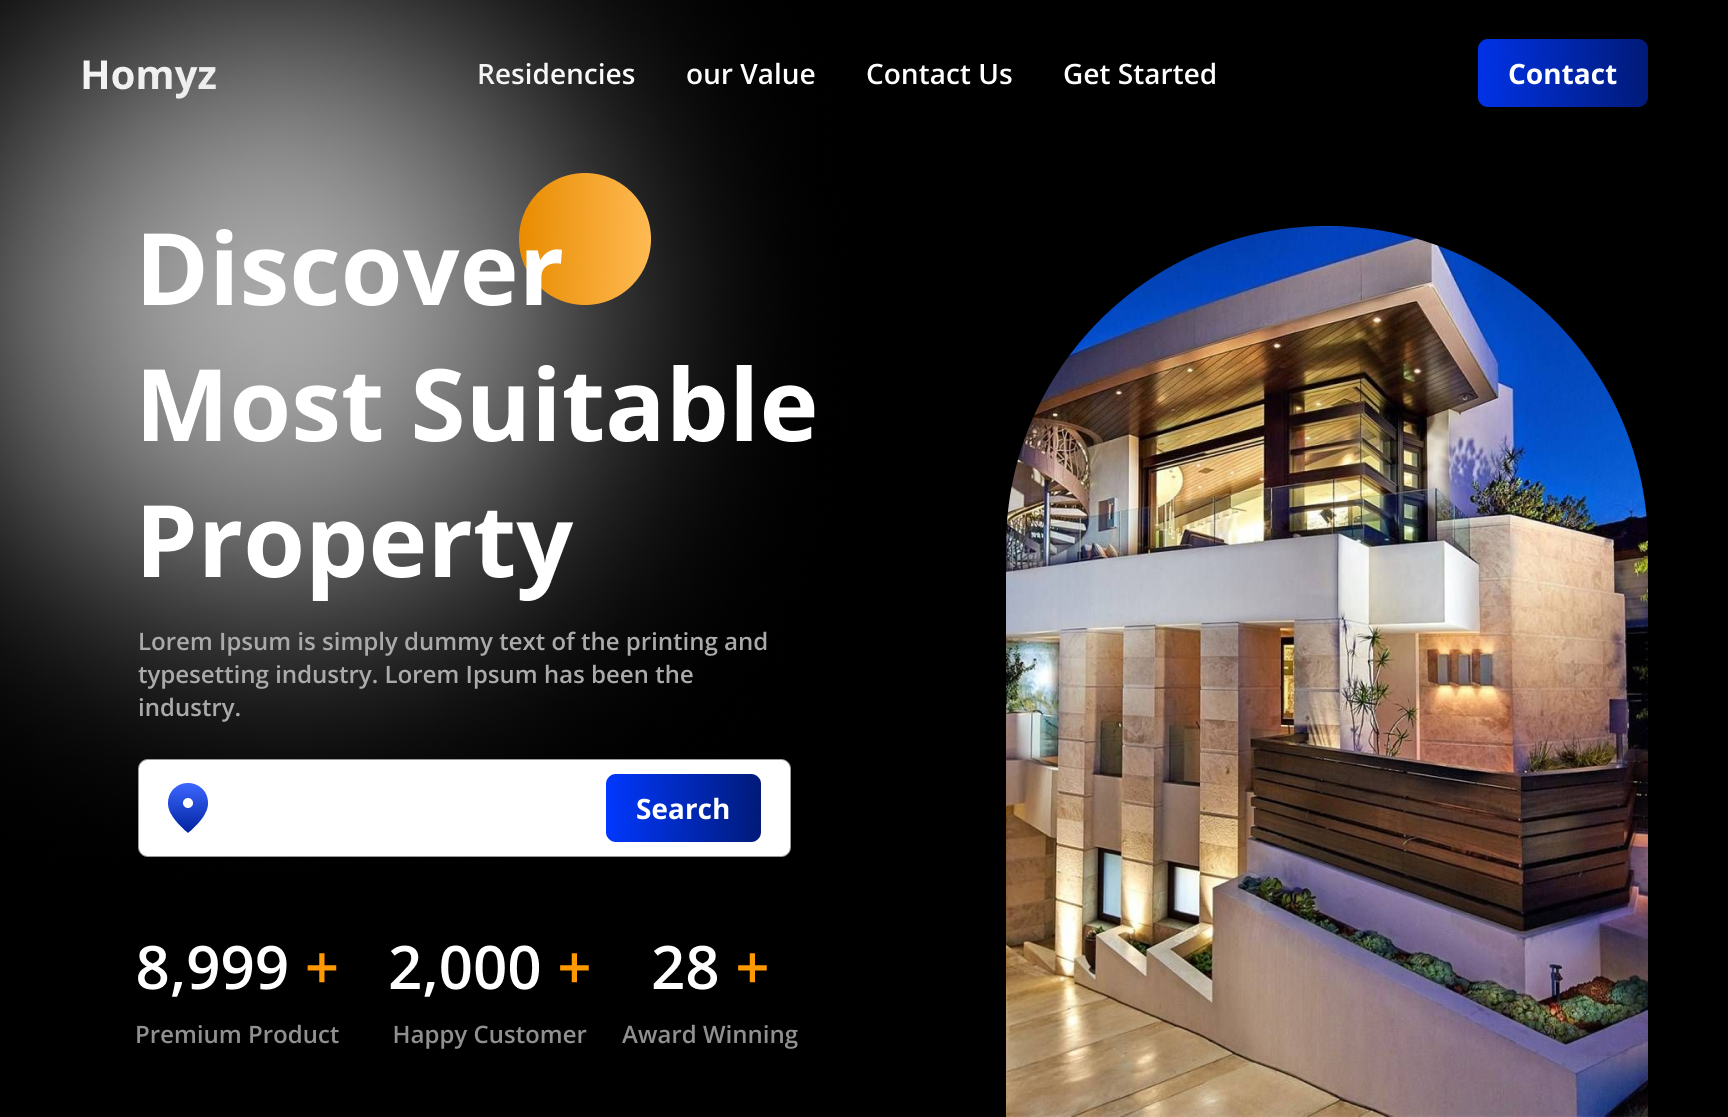 Homyz
Residencies
our Value
Contact Us
Get Started
Contact
Discover
Most Suitable
Property
Lorem Ipsum is simply dummy text of the printing and
typesetting industry. Lorem Ipsum has been the
industry.
Search
8,999 +
2,000 +
28 +
Premium Product
Happy Customer
Award Winning